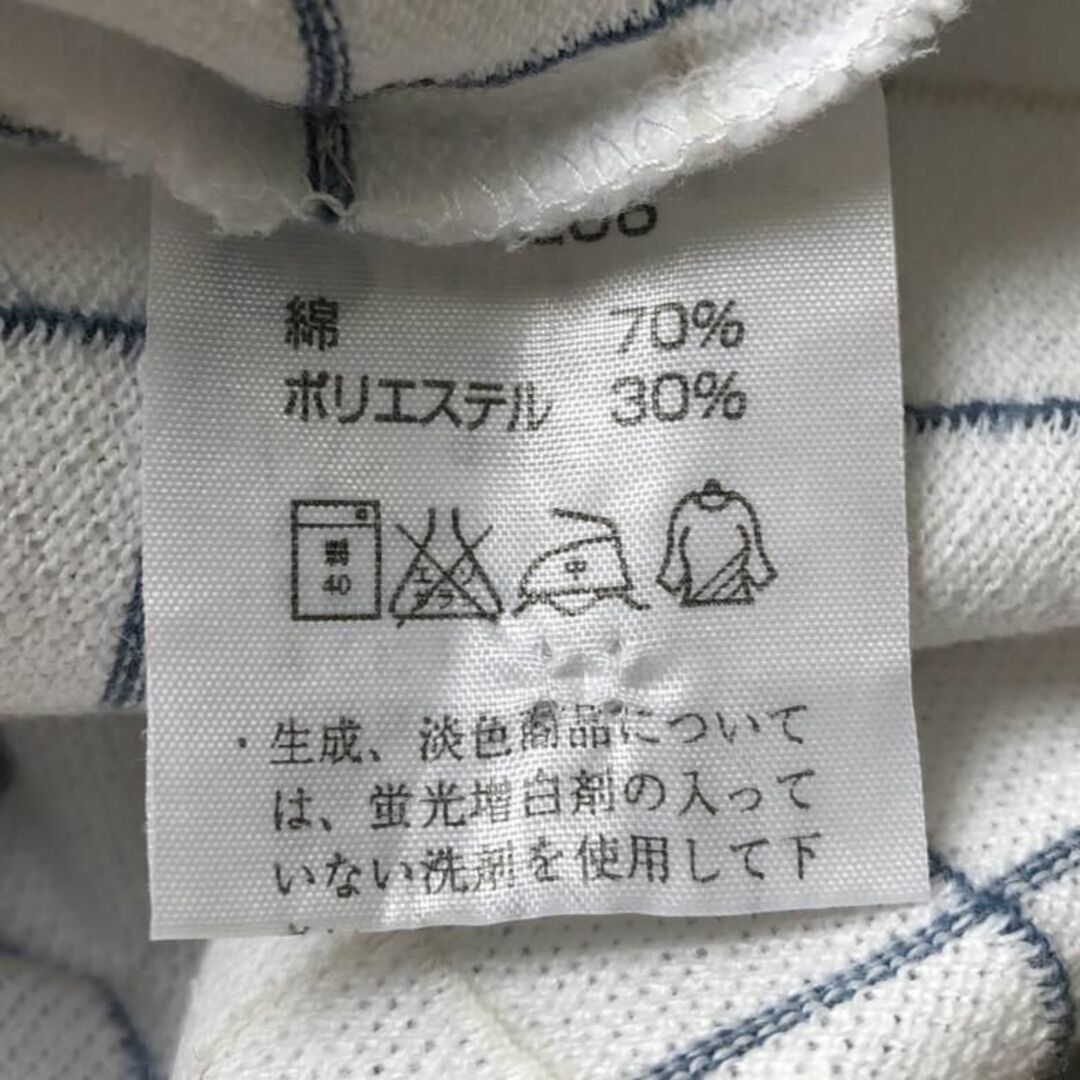 綿 70%
ポリエステル 30%
弱
40
エンソ
サラシ
中
・生成、淡色商品について
は、蛍光増白剤の入って
いない洗剤を使用して下